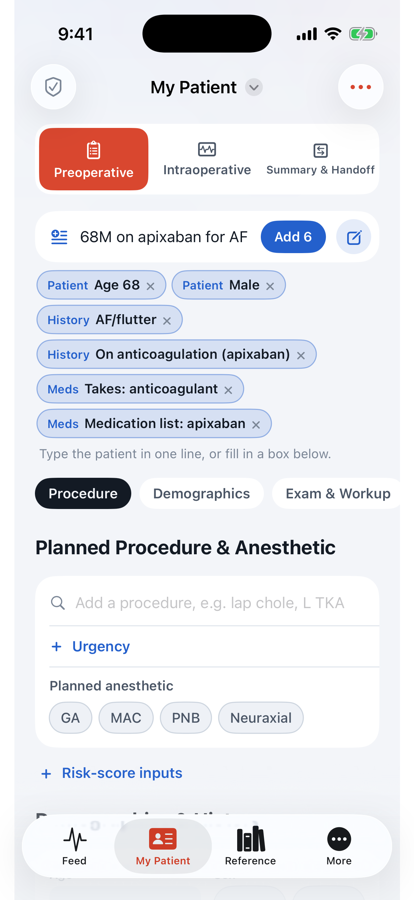 9:41
My Patient
Preoperative
Intraoperative
Summary & Handoff
68M on apixaban for AF
Add 6
Patient Age 68 ×
Patient Male ×
History AF/flutter ×
History On anticoagulation (apixaban) ×
Meds Takes: anticoagulant ×
Meds Medication list: apixaban ×
Type the patient in one line, or fill in a box below.
Procedure
Demographics
Exam & Workup
Planned Procedure & Anesthetic
Add a procedure, e.g. lap chole, L TKA
+ Urgency
Planned anesthetic
GA
MAC
PNB
Neuraxial
+ Risk-score inputs
Feed
My Patient
Reference
More